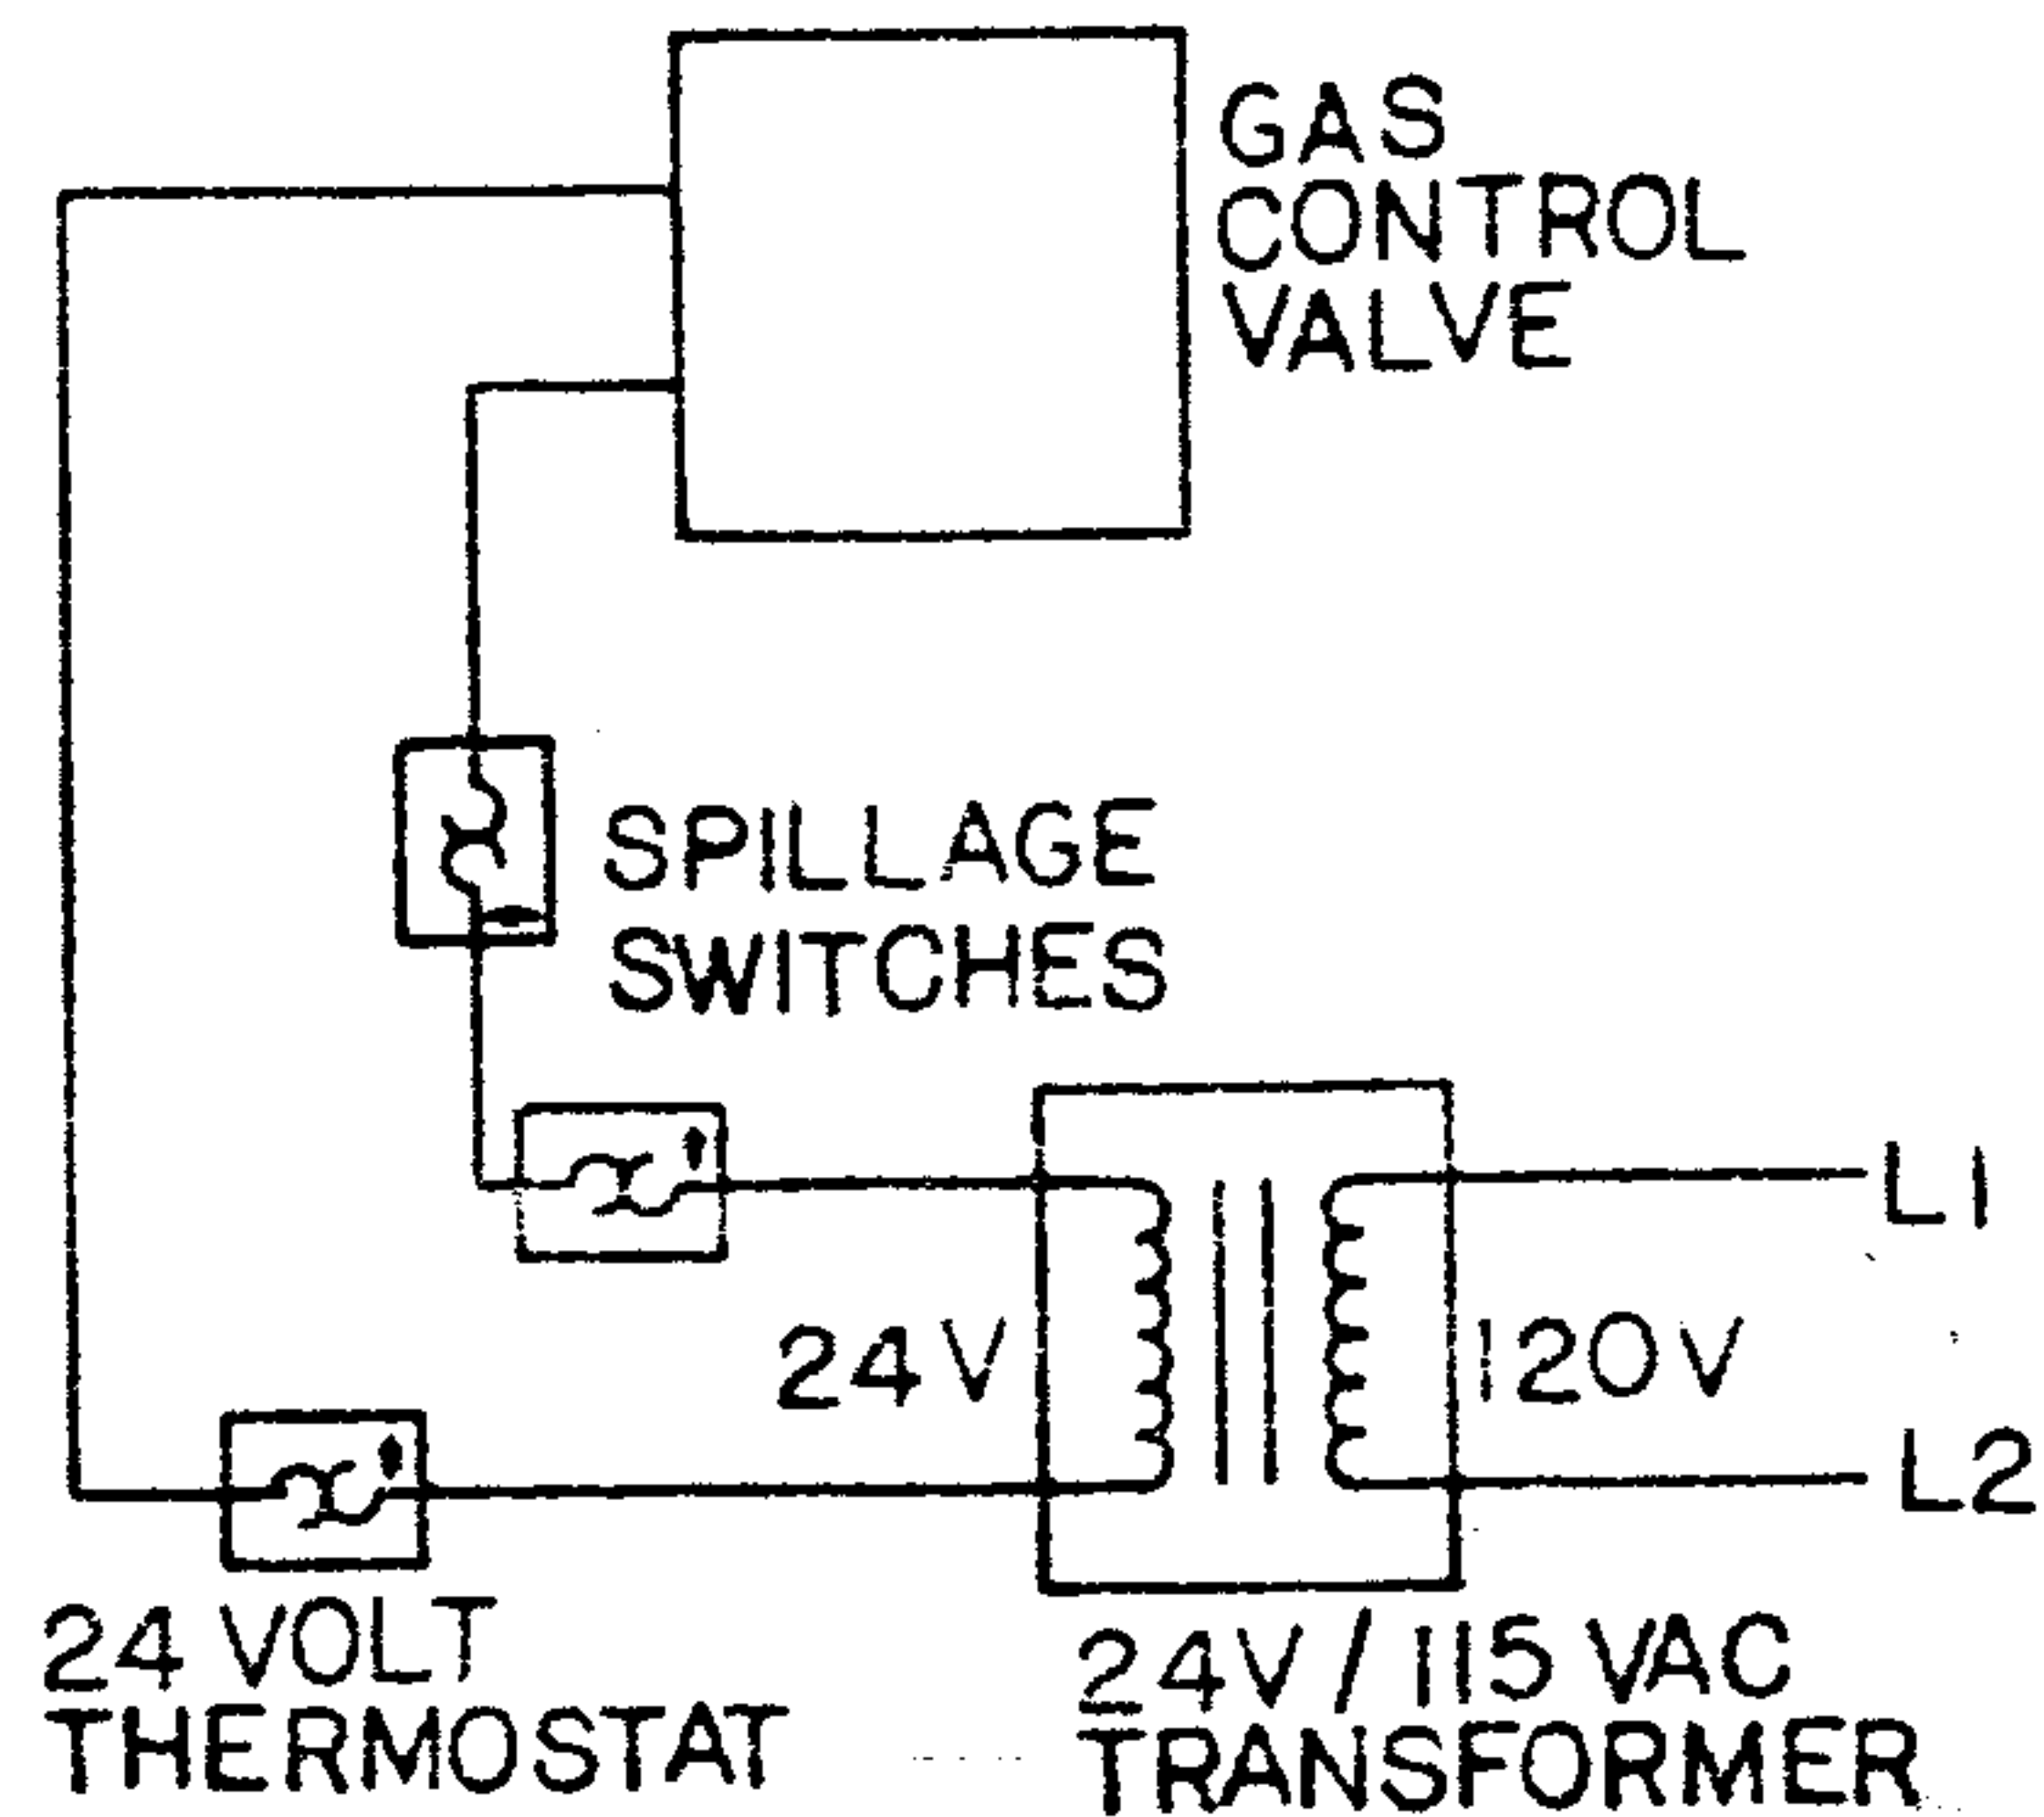 GAS
CONTROL
VALVE
SPILLAGE
SWITCHES
L1
24V
120V
L2
24 VOLT
THERMOSTAT
24V/115 VAC
TRANSFORMER